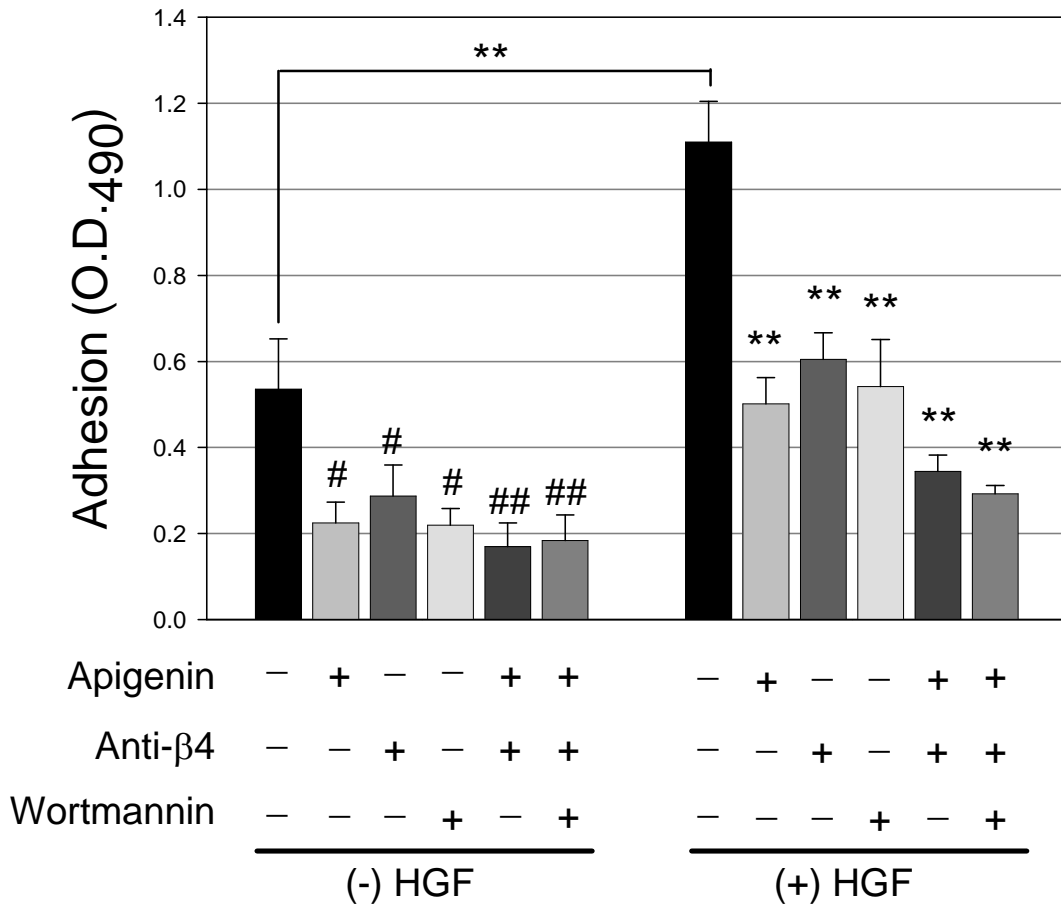 1.4
**
1.2
1.0
0.8
0.6
0.4
0.2
0.0
Adhesion (O.D.490)
# # # ## ##
** ** ** ** **
Apigenin – + – – + + – + – – + +
Anti-β4 – – + – + + – – + – + +
Wortmannin – – – + – + – – – + – +
(-) HGF (+) HGF